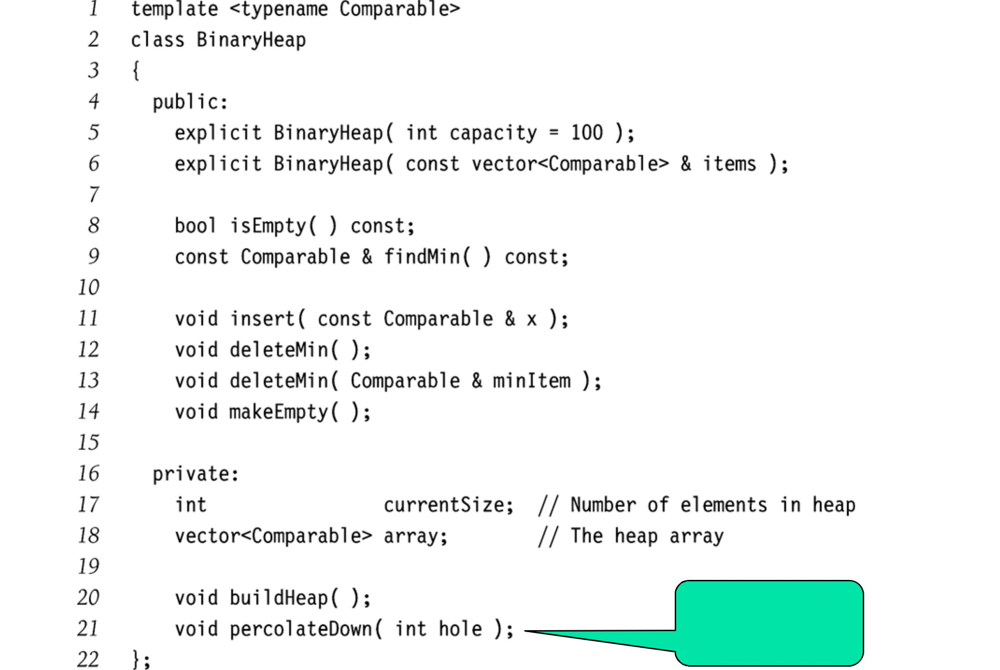 1 template <typename Comparable>
2 class BinaryHeap
3 {
4 public:
5 explicit BinaryHeap( int capacity = 100 );
6 explicit BinaryHeap( const vector<Comparable> & items );
7
8 bool isEmpty( ) const;
9 const Comparable & findMin( ) const;
10
11 void insert( const Comparable & x );
12 void deleteMin( );
13 void deleteMin( Comparable & minItem );
14 void makeEmpty( );
15
16 private:
17 int currentSize; // Number of elements in heap
18 vector<Comparable> array; // The heap array
19
20 void buildHeap( );
21 void percolateDown( int hole );
22 };